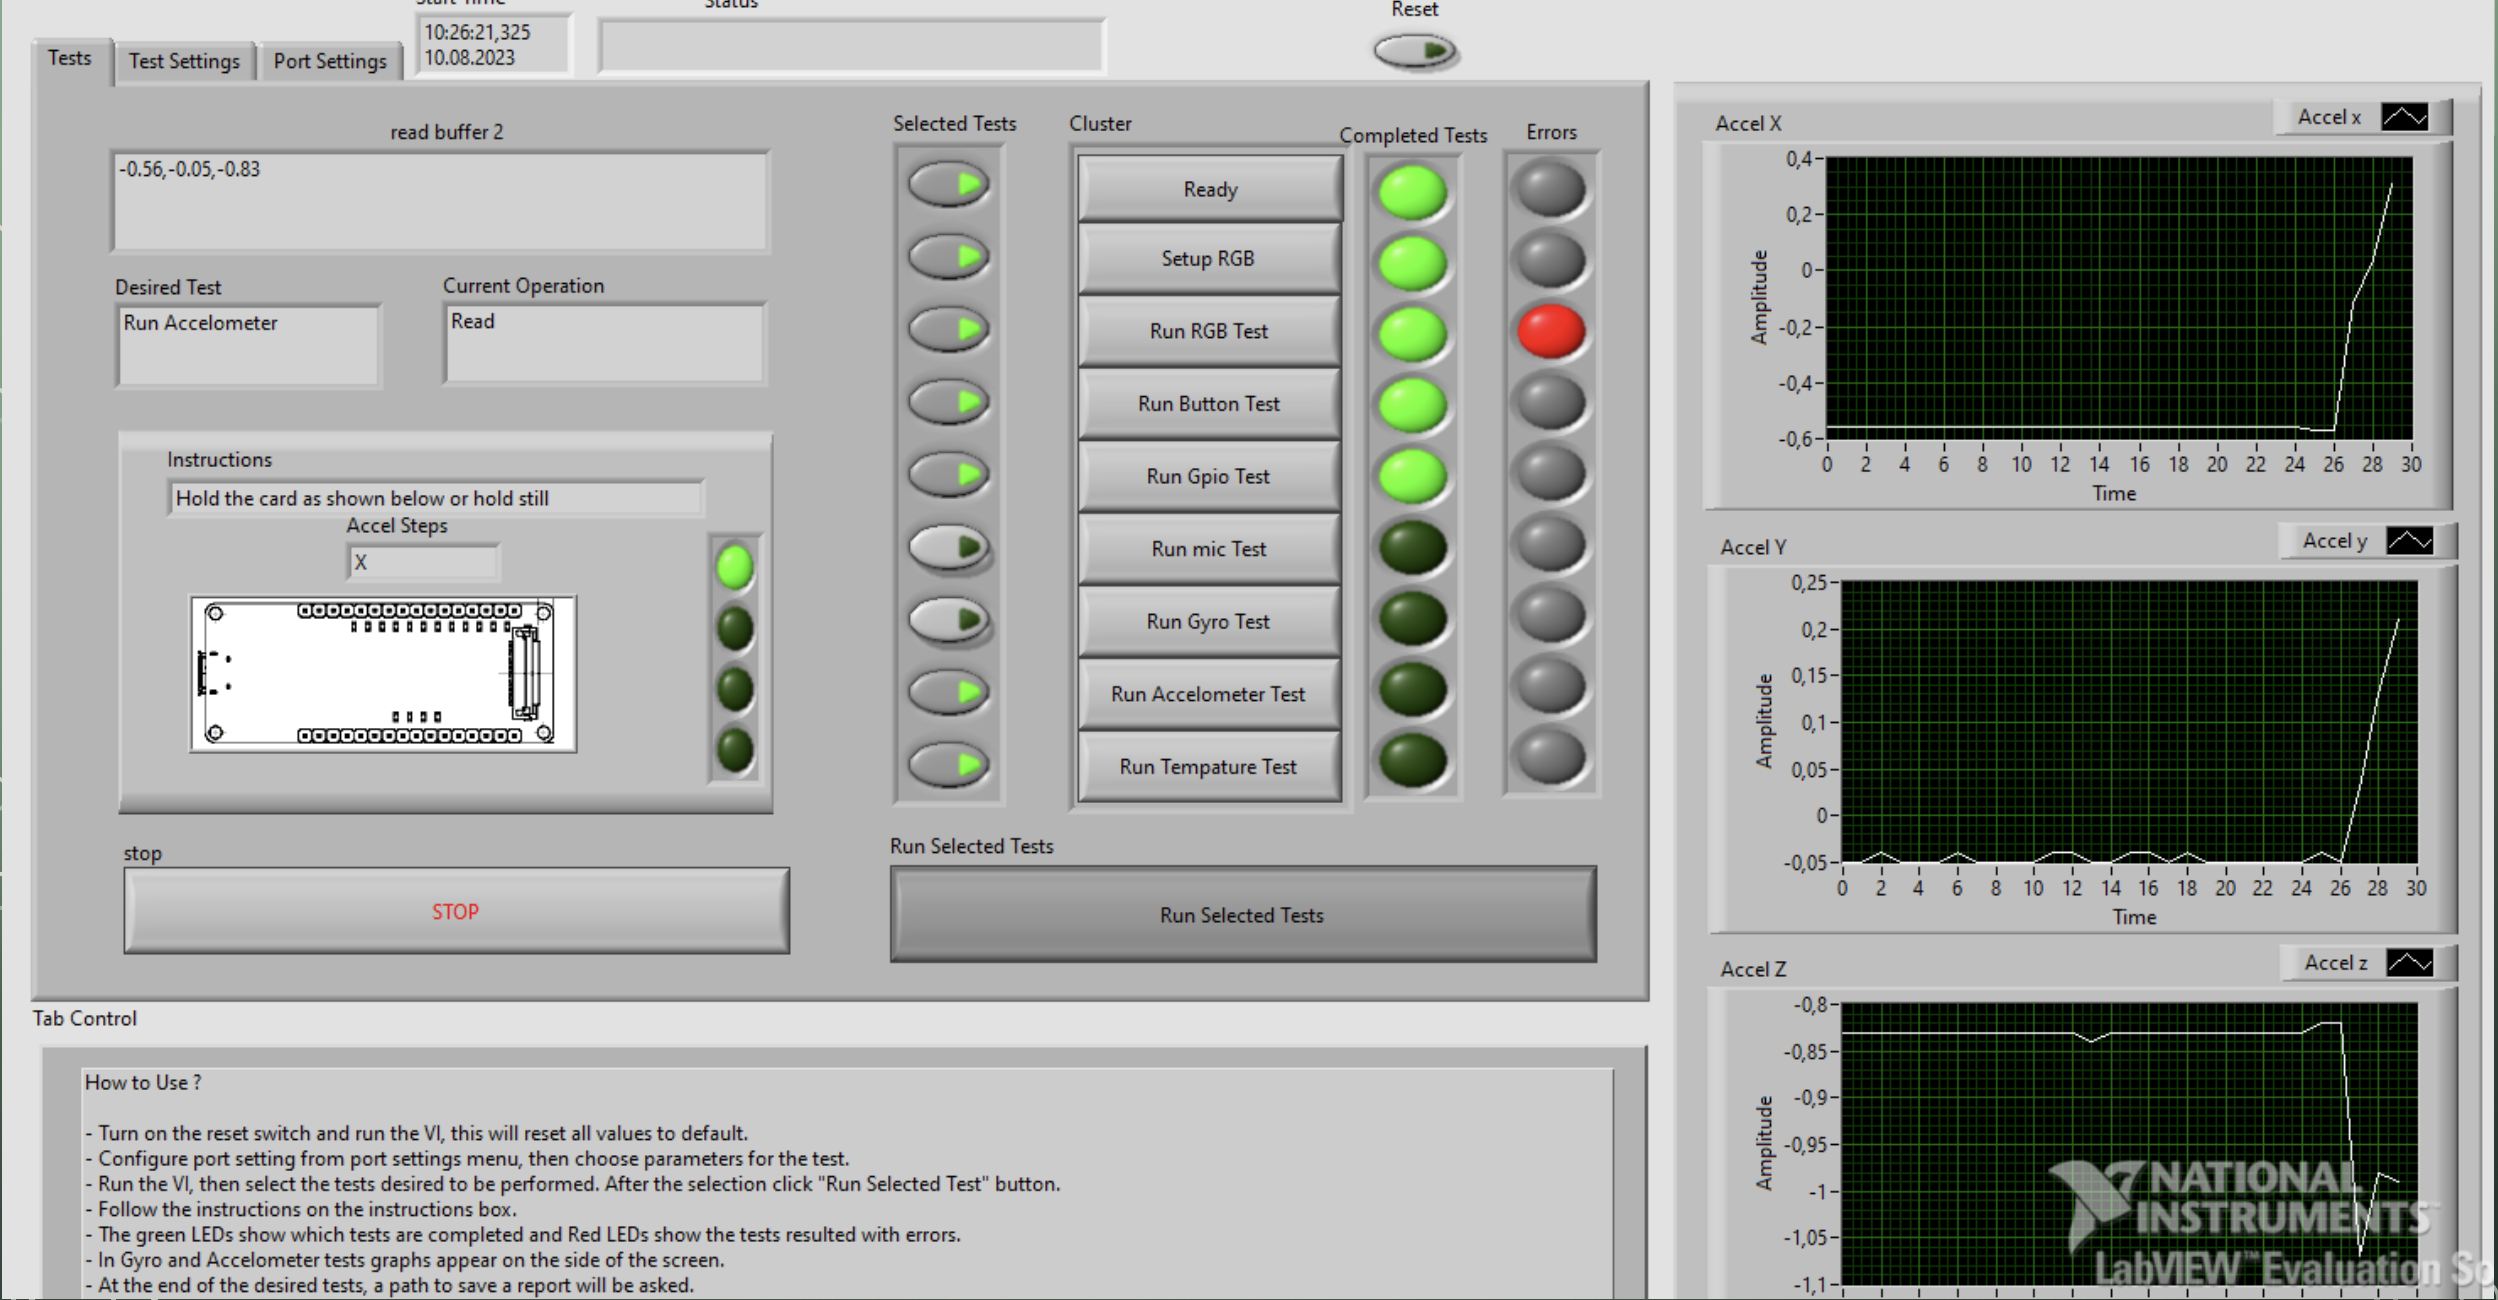 Start Time
Status
Reset
10:26:21,325
10.08.2023
Tests
Test Settings
Port Settings
read buffer 2
-0.56,-0.05,-0.83
Desired Test
Current Operation
Run Accelometer
Read
Instructions
Hold the card as shown below or hold still
Accel Steps
X
stop
STOP
Selected Tests
Cluster
Completed Tests
Errors
Ready
Setup RGB
Run RGB Test
Run Button Test
Run Gpio Test
Run mic Test
Run Gyro Test
Run Accelometer Test
Run Tempature Test
Run Selected Tests
Run Selected Tests
Tab Control
How to Use ?
- Turn on the reset switch and run the VI, this will reset all values to default.
- Configure port setting from port settings menu, then choose parameters for the test.
- Run the VI, then select the tests desired to be performed. After the selection click "Run Selected Test" button.
- Follow the instructions on the instructions box.
- The green LEDs show which tests are completed and Red LEDs show the tests resulted with errors.
- In Gyro and Accelometer tests graphs appear on the side of the screen.
- At the end of the desired tests, a path to save a report will be asked.
Accel X
Accel x
Amplitude
0,4
0,2
0
-0,2
-0,4
-0,6
0 2 4 6 8 10 12 14 16 18 20 22 24 26 28 30
Time
Accel Y
Accel y
Amplitude
0,25
0,2
0,15
0,1
0,05
0
-0,05
0 2 4 6 8 10 12 14 16 18 20 22 24 26 28 30
Time
Accel Z
Accel z
Amplitude
-0,8
-0,85
-0,9
-0,95
-1
-1,05
-1,1
NATIONAL
INSTRUMENTS™
LabVIEW™ Evaluation So